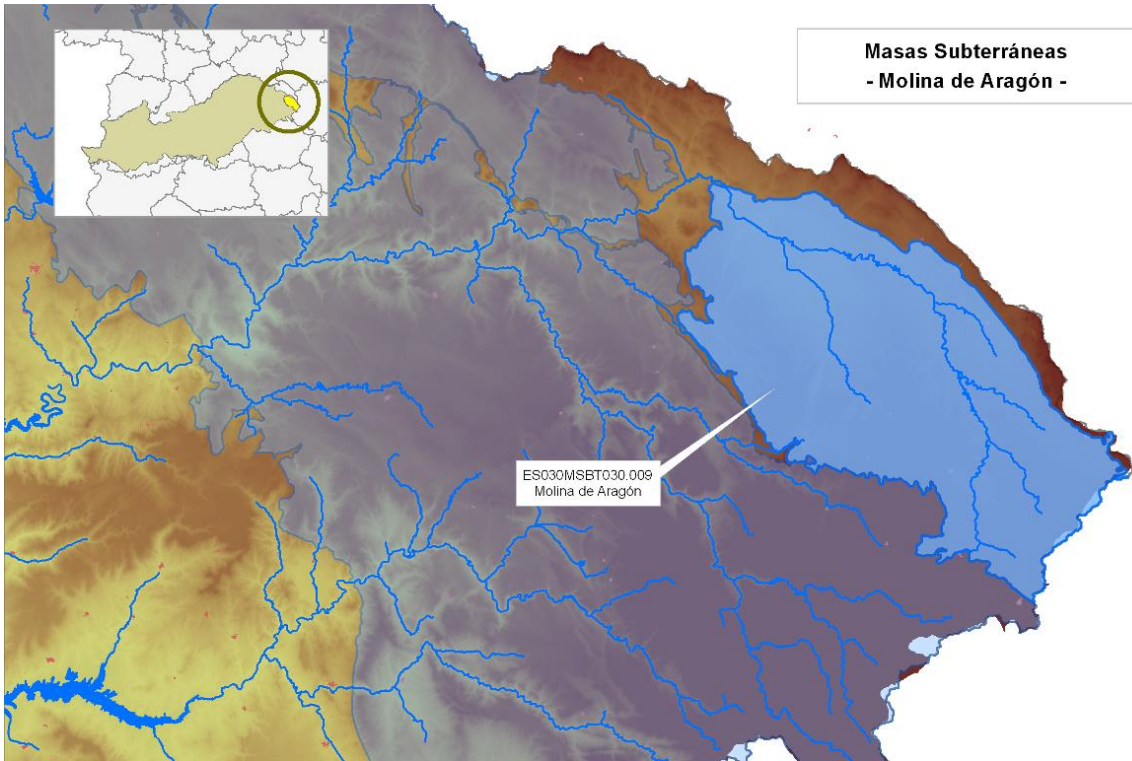 Masas Subterráneas
- Molina de Aragón -
ES030MSBT030.009
Molina de Aragón